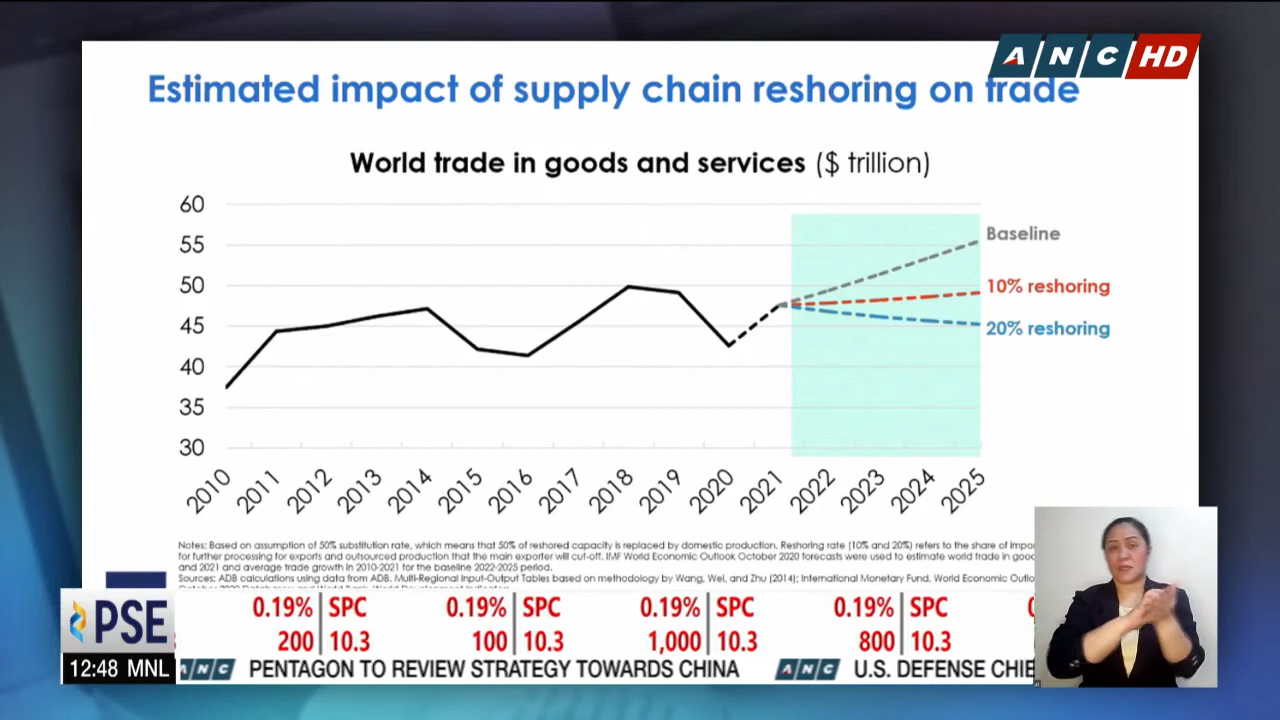 ANC HD
Estimated impact of supply chain reshoring on trade
World trade in goods and services ($ trillion)
60
55
50
45
40
35
30
Baseline
10% reshoring
20% reshoring
2010 2011 2012 2013 2014 2015 2016 2017 2018 2019 2020 2021 2022 2023 2024 2025
Notes: Based on assumption of 50% substitution rate, which means that 50% of reshored capacity is replaced by domestic production. Reshoring rate (10% and 20%) refers to the share of impor
for further processing for exports and outsourced production that the main exporter will cut-off. IMF World Economic Outlook October 2020 forecasts were used to estimate world trade in good
and 2021 and average trade growth in 2010-2021 for the baseline 2022-2025 period.
Sources: ADB calculations using data from ADB. Multi-Regional Input-Output Tables based on methodology by Wang, Wei, and Zhu (2014); International Monetary Fund. World Economic Outlo
PSE
0.19% SPC 0.19% SPC 0.19% SPC 0.19% SPC
200 10.3 100 10.3 1,000 10.3 800 10.3
12:48 MNL
ANC PENTAGON TO REVIEW STRATEGY TOWARDS CHINA ANC U.S. DEFENSE CHIE